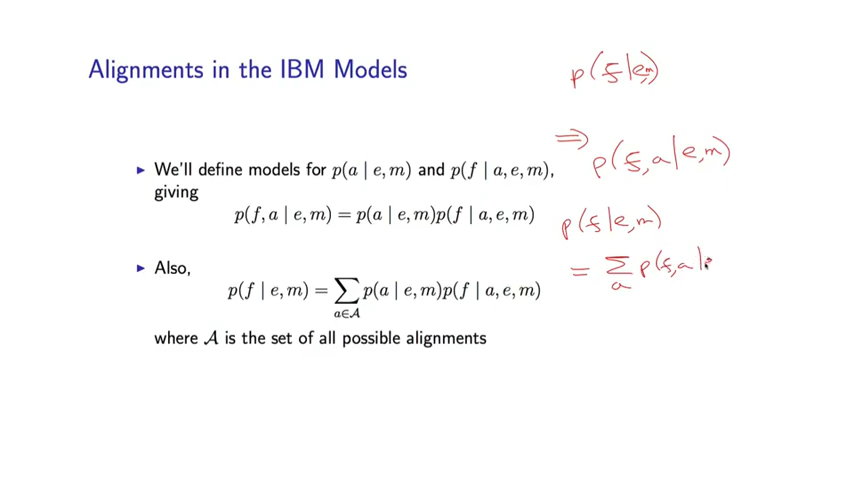 Alignments in the IBM Models
p(f|e,m)
▶ We'll define models for p(a | e, m) and p(f | a, e, m),
giving
p(f, a | e, m) = p(a | e, m)p(f | a, e, m)
⇒ p(f,a|e,m)
p(f|e,m)
= ∑ p(f,a|
a
▶ Also,
p(f | e, m) = ∑ p(a | e, m)p(f | a, e, m)
a∈𝒜
where 𝒜 is the set of all possible alignments